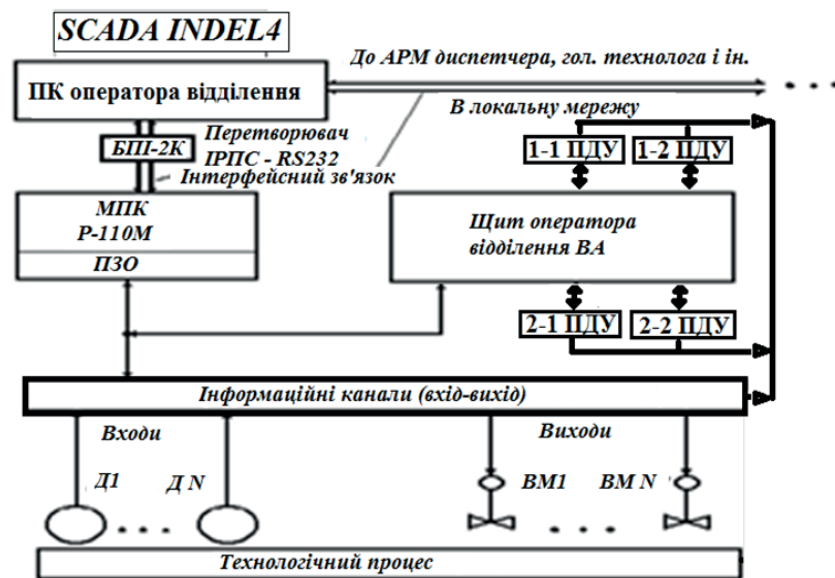 SCADA INDEL4
До АРМ диспетчера, гол. технолога і ін.
ПК оператора відділення
В локальну мережу
БПІ-2К
Перетворювач
ІРПС - RS232
Інтерфейсний зв'язок
1-1 ПДУ
1-2 ПДУ
МПК
Р-110М
ПЗО
Щит оператора
відділення ВА
2-1 ПДУ
2-2 ПДУ
Інформаційні канали (вхід-вихід)
Входи
Виходи
Д1
Д N
ВМ1
ВМ N
Технологічний процес